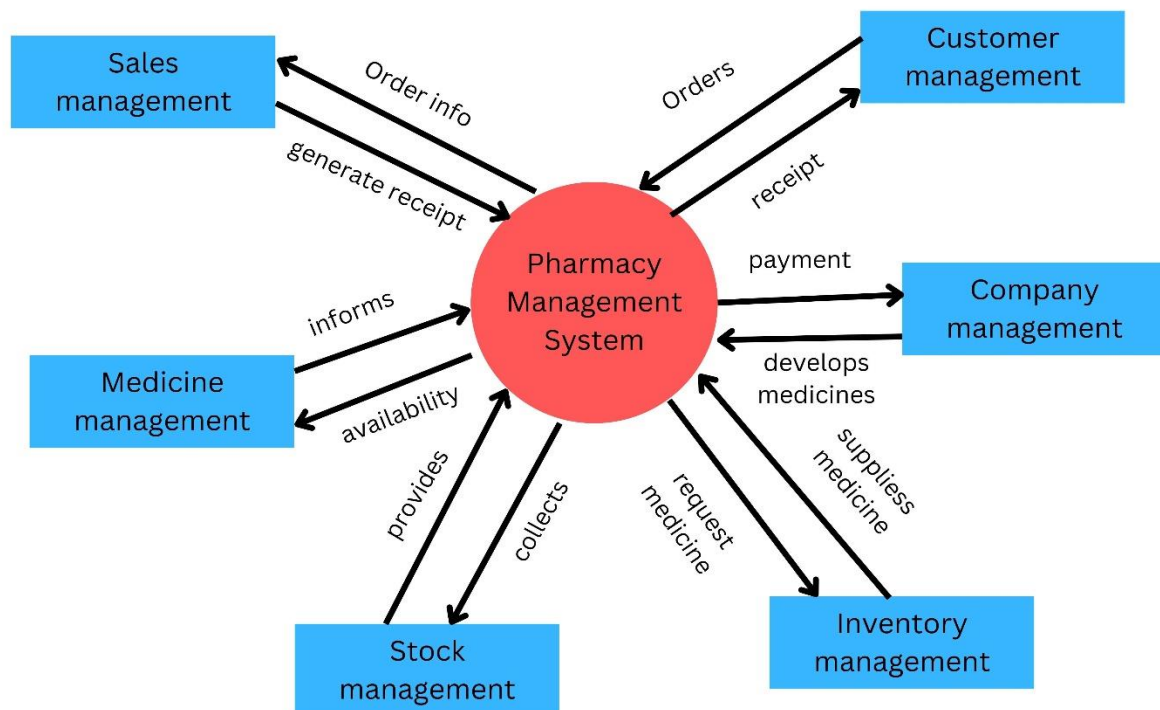 Sales
management
Order info
generate receipt
Customer
management
Orders
receipt
Pharmacy
Management
System
payment
Company
management
develops
medicines
informs
Medicine
management
availability
provides
collects
Stock
management
request
medicine
suppliess
medicine
Inventory
management